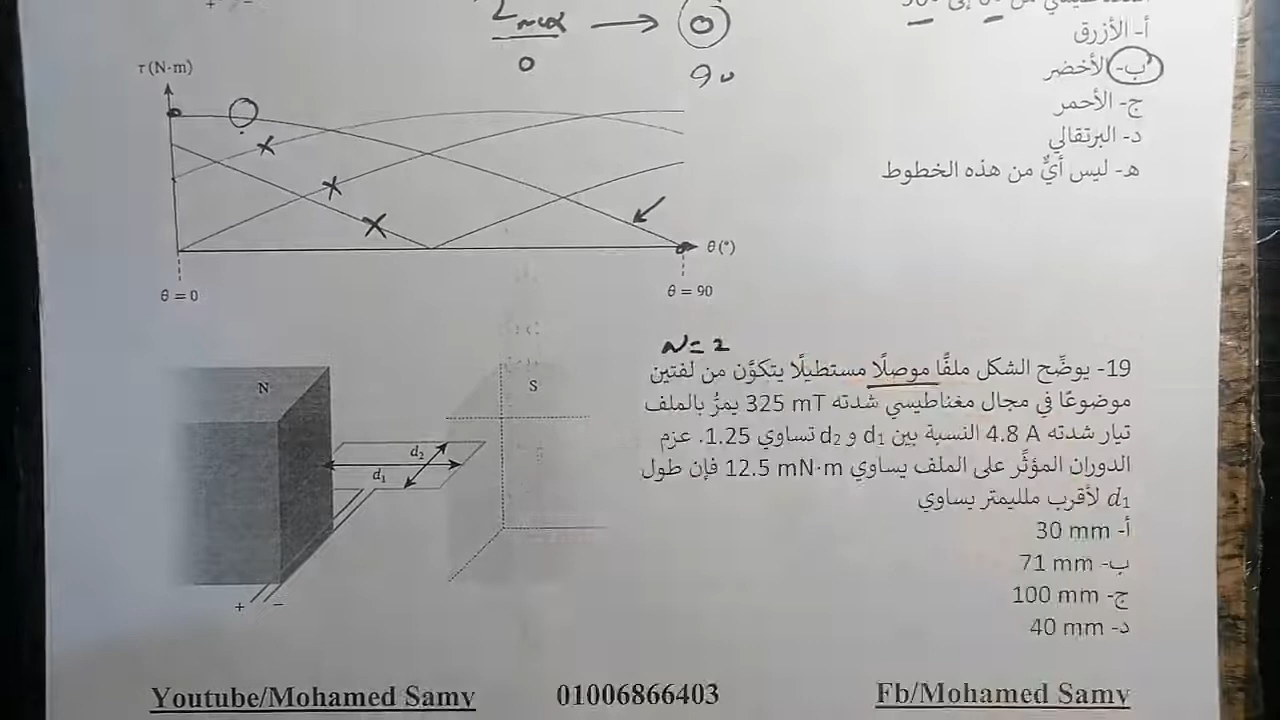 + -
أ- الأزرق
ب- الأخضر
ج- الأحمر
د- البرتقالي
هـ- ليس أيٌّ من هذه الخطوط
0
90
τ (N·m)
θ (°)
θ = 0
θ = 90
N = 2
19- يوضِّح الشكل ملفًا موصلًا مستطيلًا يتكوَّن من لفتين
موضوعًا في مجال مغناطيسي شدته 325 mT يمرُّ بالملف
تيار شدته 4.8 A النسبة بين d₁ و d₂ تساوي 1.25. عزم
الدوران المؤثِّر على الملف يساوي 12.5 mN·m فإن طول
d₁ لأقرب ملليمتر يساوي
أ- 30 mm
ب- 71 mm
ج- 100 mm
د- 40 mm
N
S
d₂
d₁
+ −
Youtube/Mohamed Samy 01006866403 Fb/Mohamed Samy